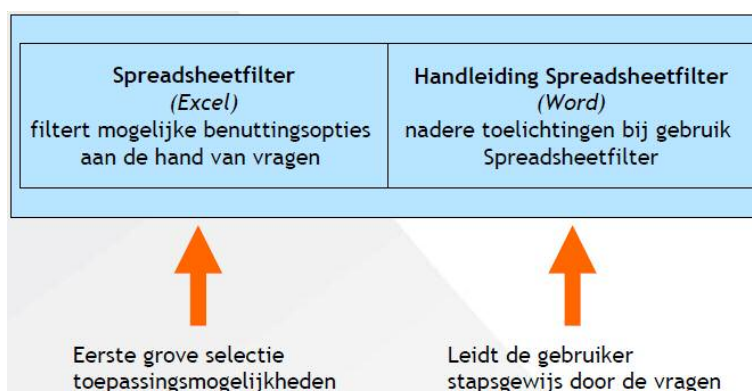 Spreadsheetfilter
(Excel)
filtert mogelijke benuttingsopties
aan de hand van vragen
Handleiding Spreadsheetfilter
(Word)
nadere toelichtingen bij gebruik
Spreadsheetfilter
Eerste grove selectie
toepassingsmogelijkheden
Leidt de gebruiker
stapsgewijs door de vragen